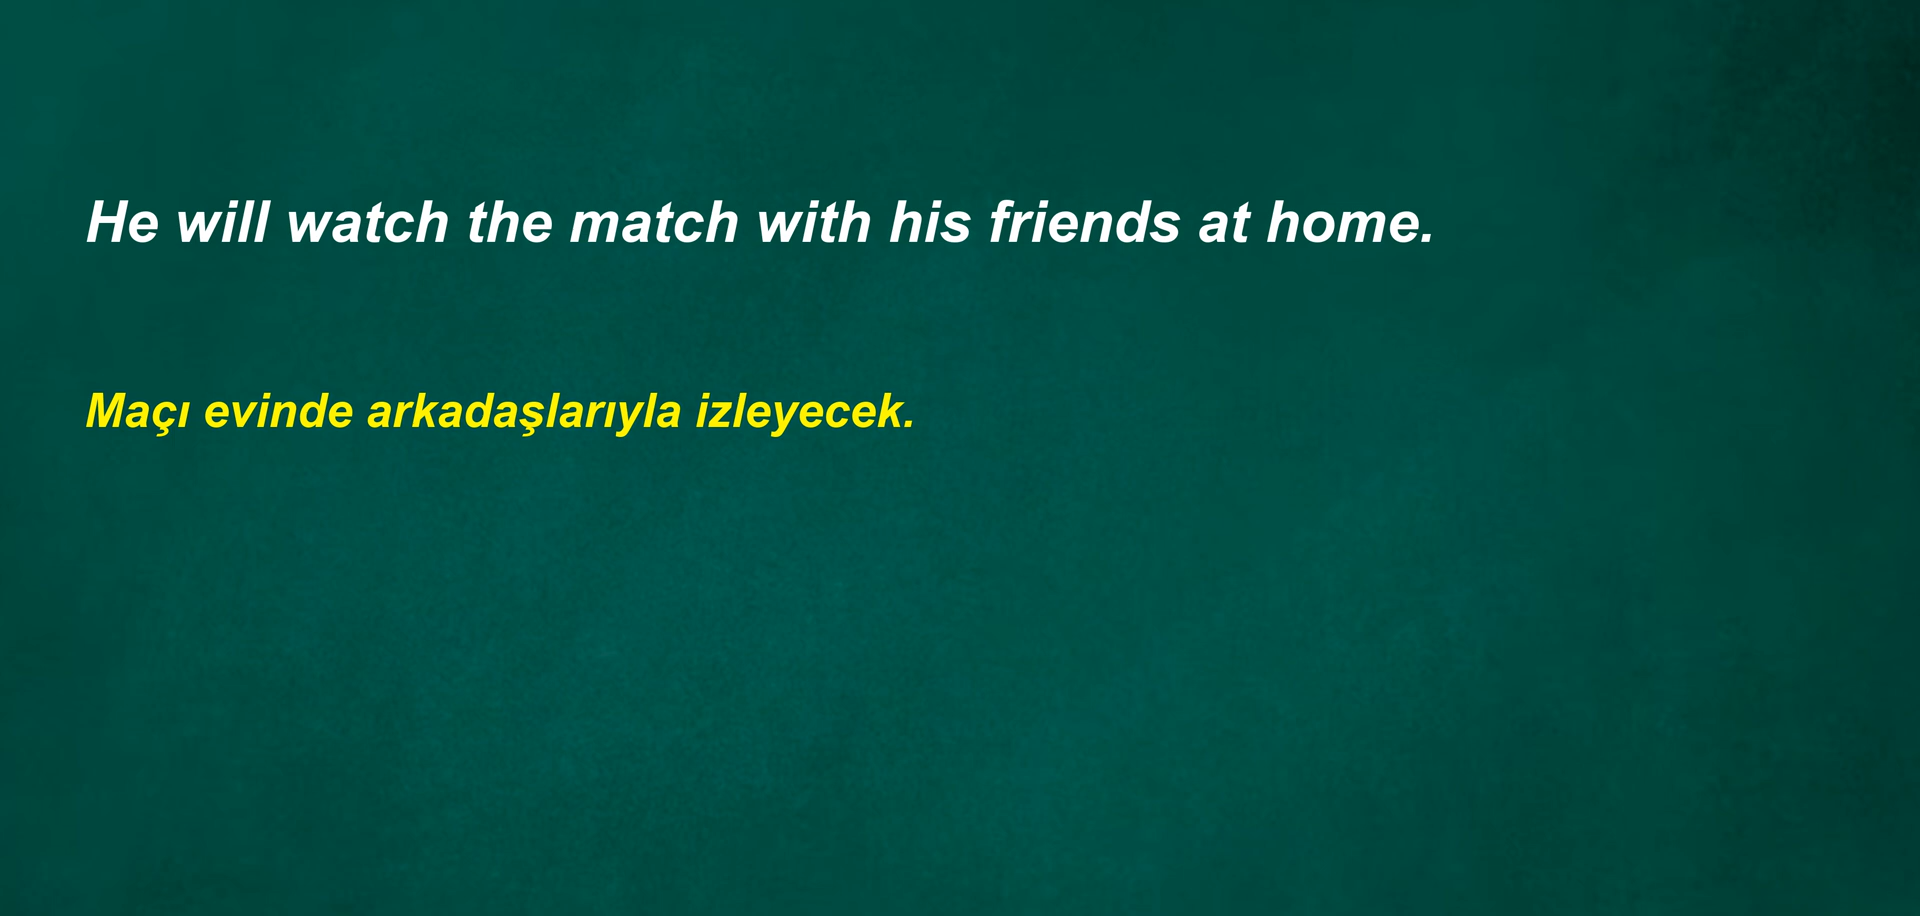 He will watch the match with his friends at home.
Maçı evinde arkadaşlarıyla izleyecek.